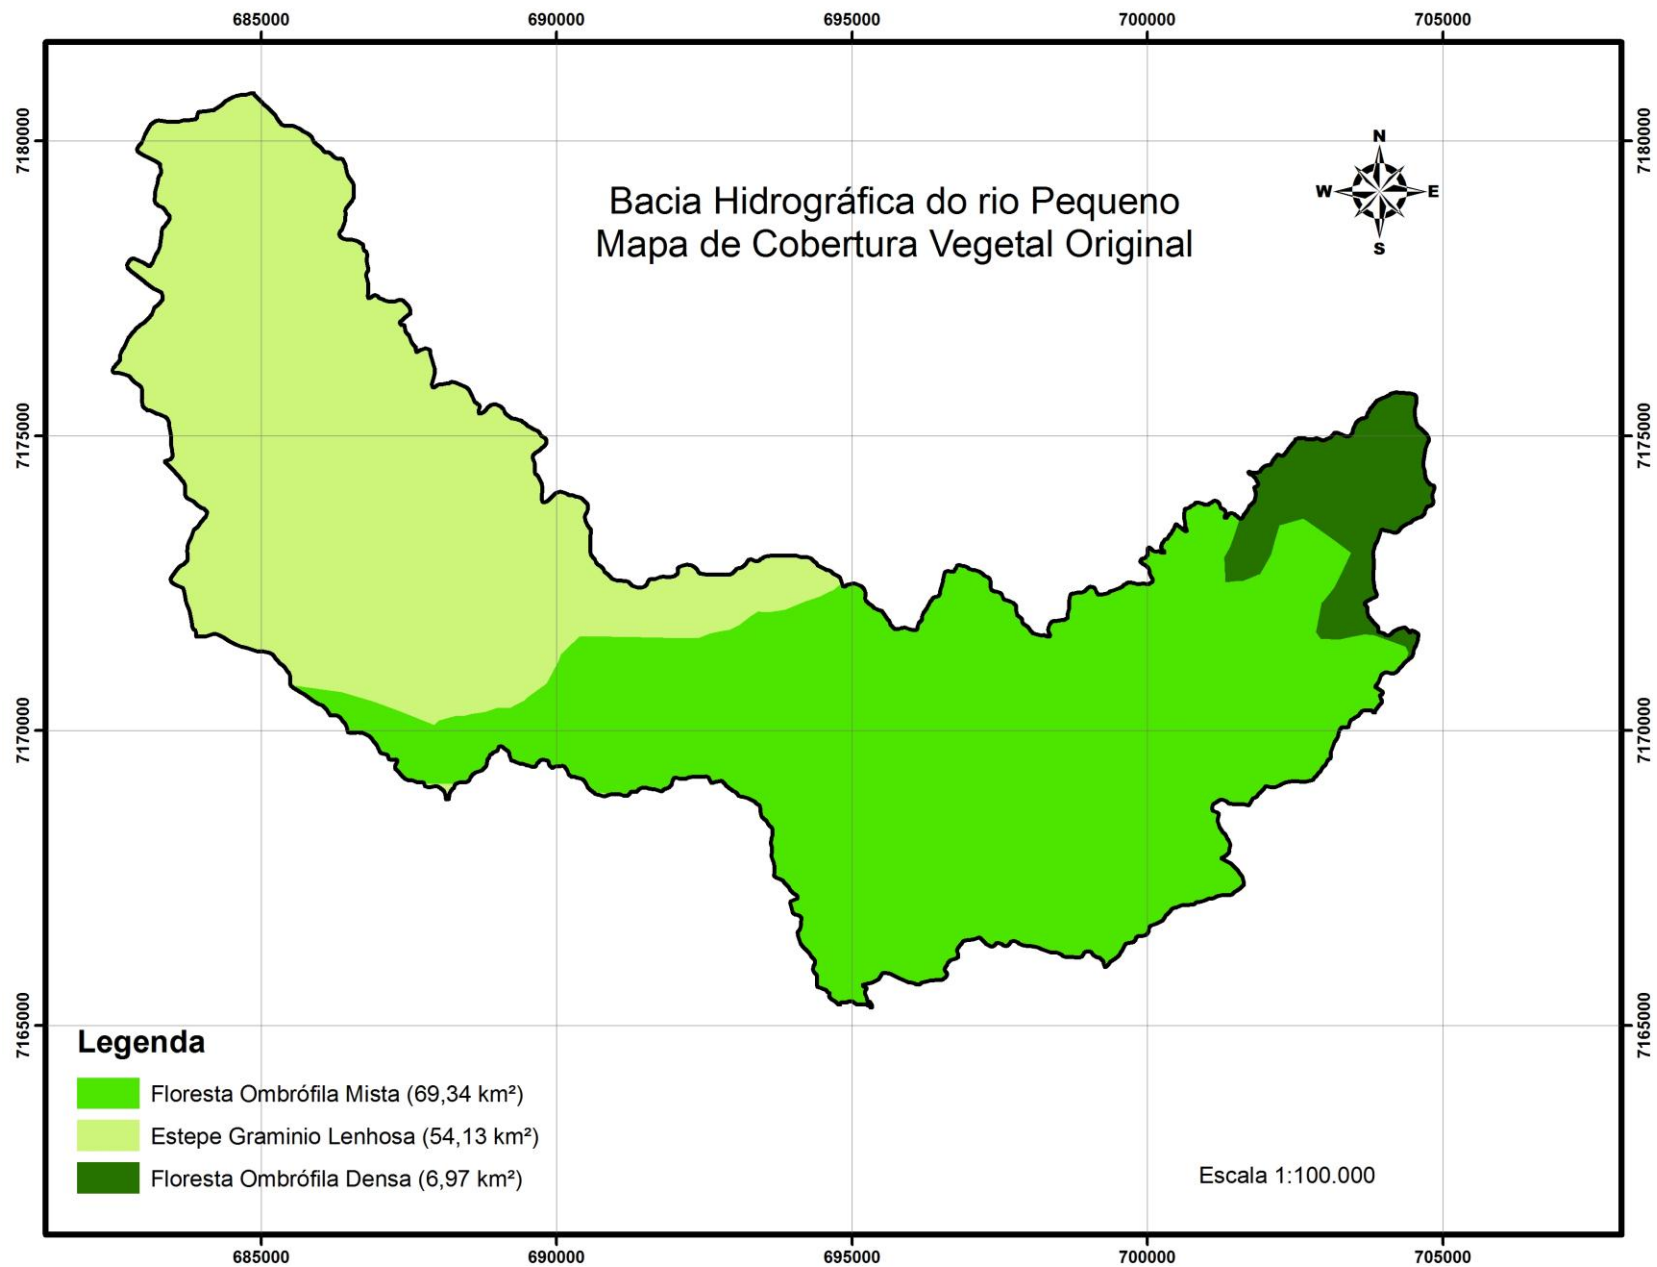 685000 690000 695000 700000 705000
7180000 7180000
N
W E
S
Bacia Hidrográfica do rio Pequeno
Mapa de Cobertura Vegetal Original
7175000 7175000
7170000 7170000
7165000 7165000
Legenda
Floresta Ombrófila Mista (69,34 km²)
Estepe Graminio Lenhosa (54,13 km²)
Floresta Ombrófila Densa (6,97 km²)
Escala 1:100.000
685000 690000 695000 700000 705000